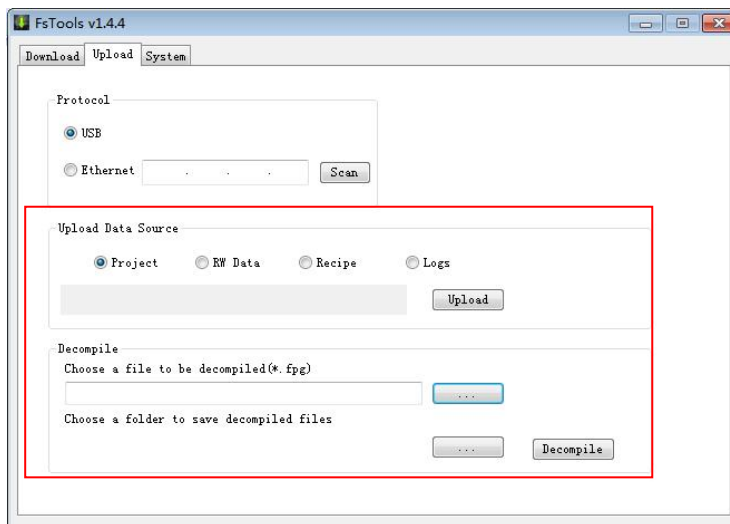 FsTools v1.4.4
Download Upload System
Protocol
USB
Ethernet . . . Scan
Upload Data Source
Project RW Data Recipe Logs
Upload
Decompile
Choose a file to be decompiled(*.fpg)
...
Choose a folder to save decompiled files
... Decompile